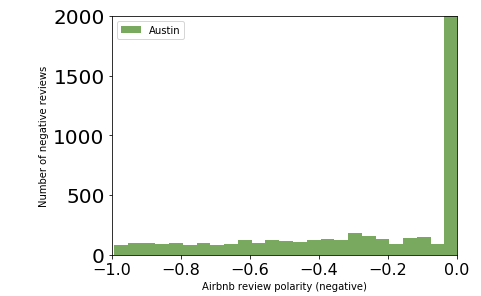 2000
1500
1000
500
0
Number of negative reviews
Austin
−1.0 −0.8 −0.6 −0.4 −0.2 0.0
Airbnb review polarity (negative)